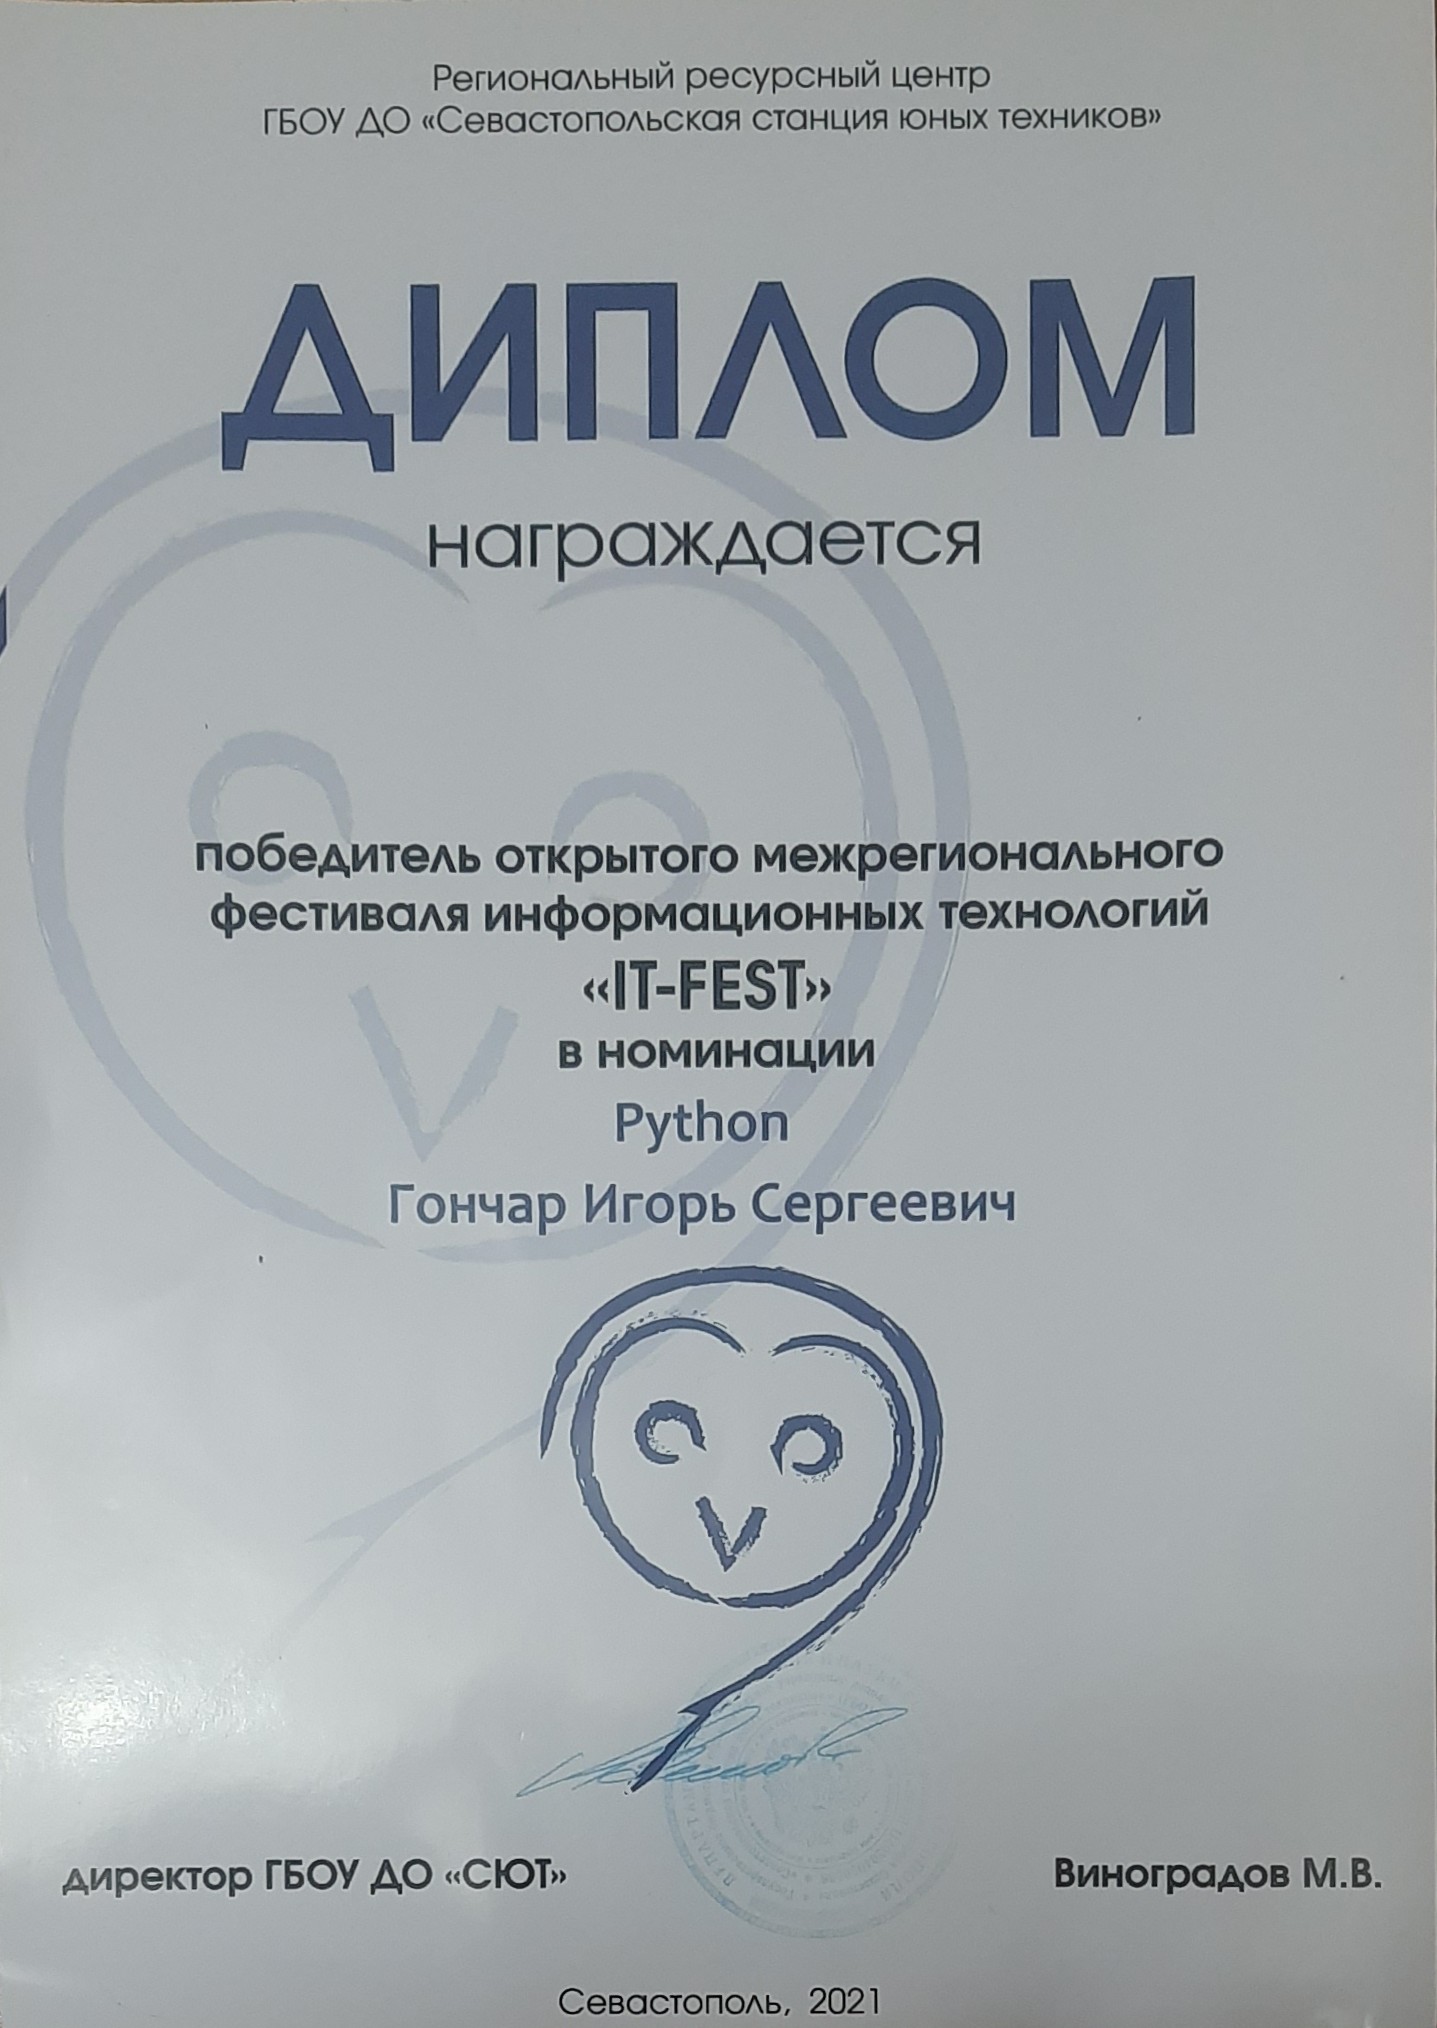 Региональный ресурсный центр
ГБОУ ДО «Севастопольская станция юных техников»
ДИПЛОМ
награждается
победитель открытого межрегионального
фестиваля информационных технологий
«IT-FEST»
в номинации
Python
Гончар Игорь Сергеевич
директор ГБОУ ДО «СЮТ»
Виноградов М.В.
Севастополь, 2021